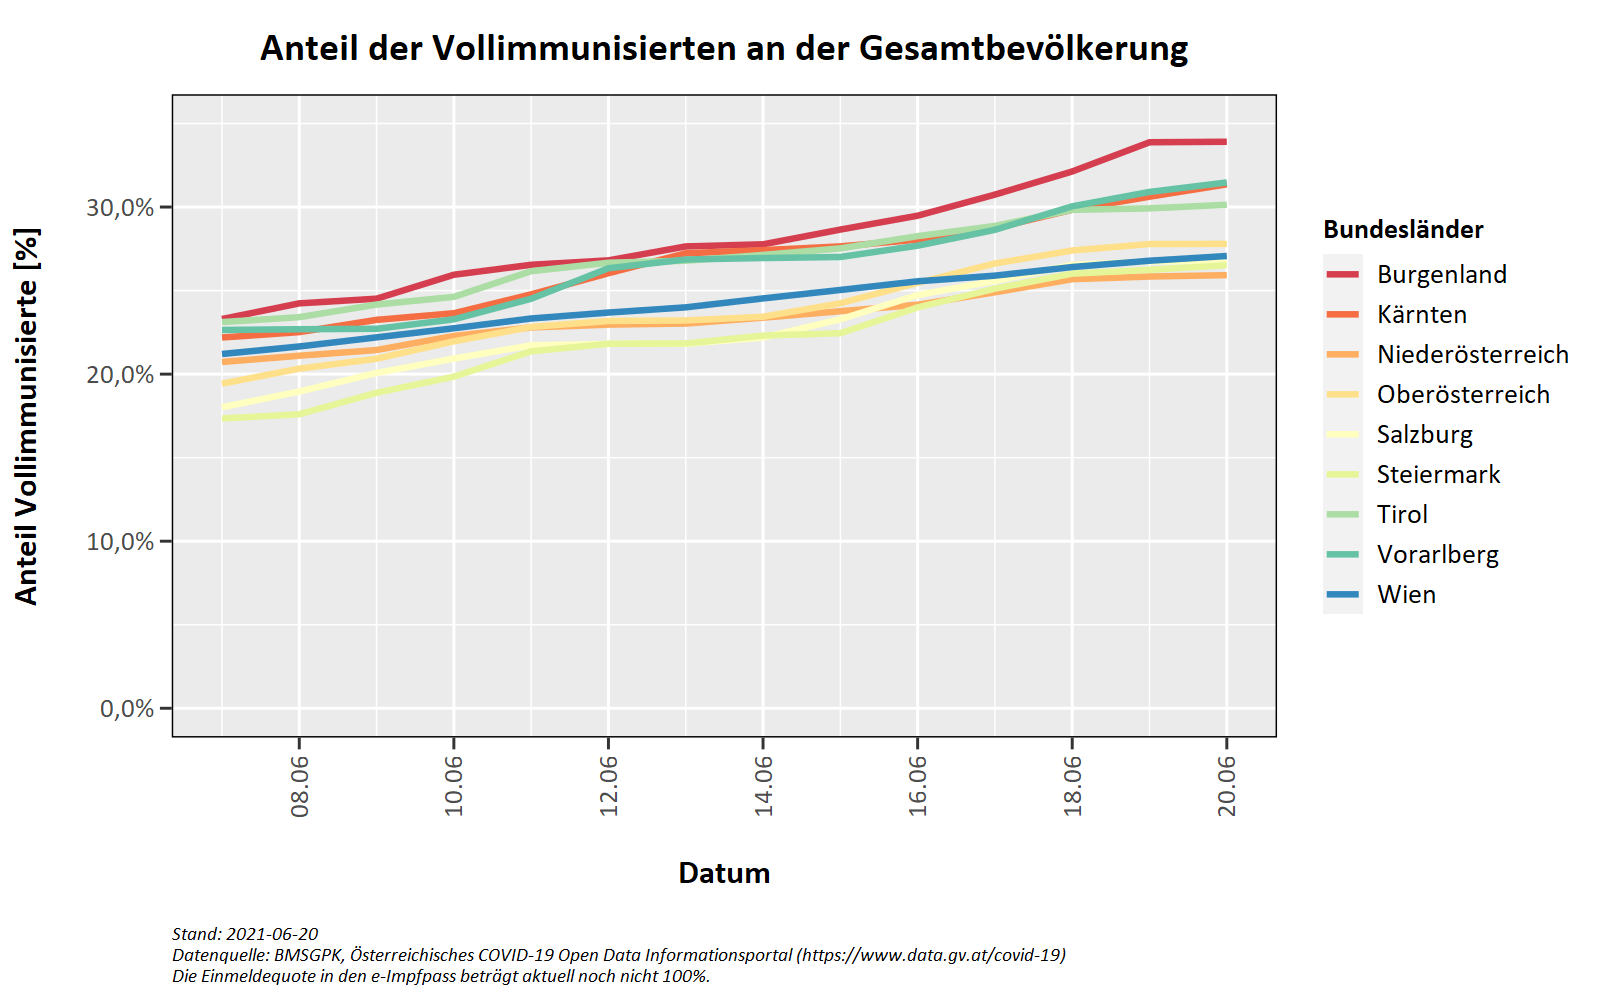 Anteil der Vollimmunisierten an der Gesamtbevölkerung
Anteil Vollimmunisierte [%]
30,0%
20,0%
10,0%
0,0%
08.06
10.06
12.06
14.06
16.06
18.06
20.06
Datum
Bundesländer
Burgenland
Kärnten
Niederösterreich
Oberösterreich
Salzburg
Steiermark
Tirol
Vorarlberg
Wien
Stand: 2021-06-20
Datenquelle: BMSGPK, Österreichisches COVID-19 Open Data Informationsportal (https://www.data.gv.at/covid-19)
Die Einmeldequote in den e-Impfpass beträgt aktuell noch nicht 100%.